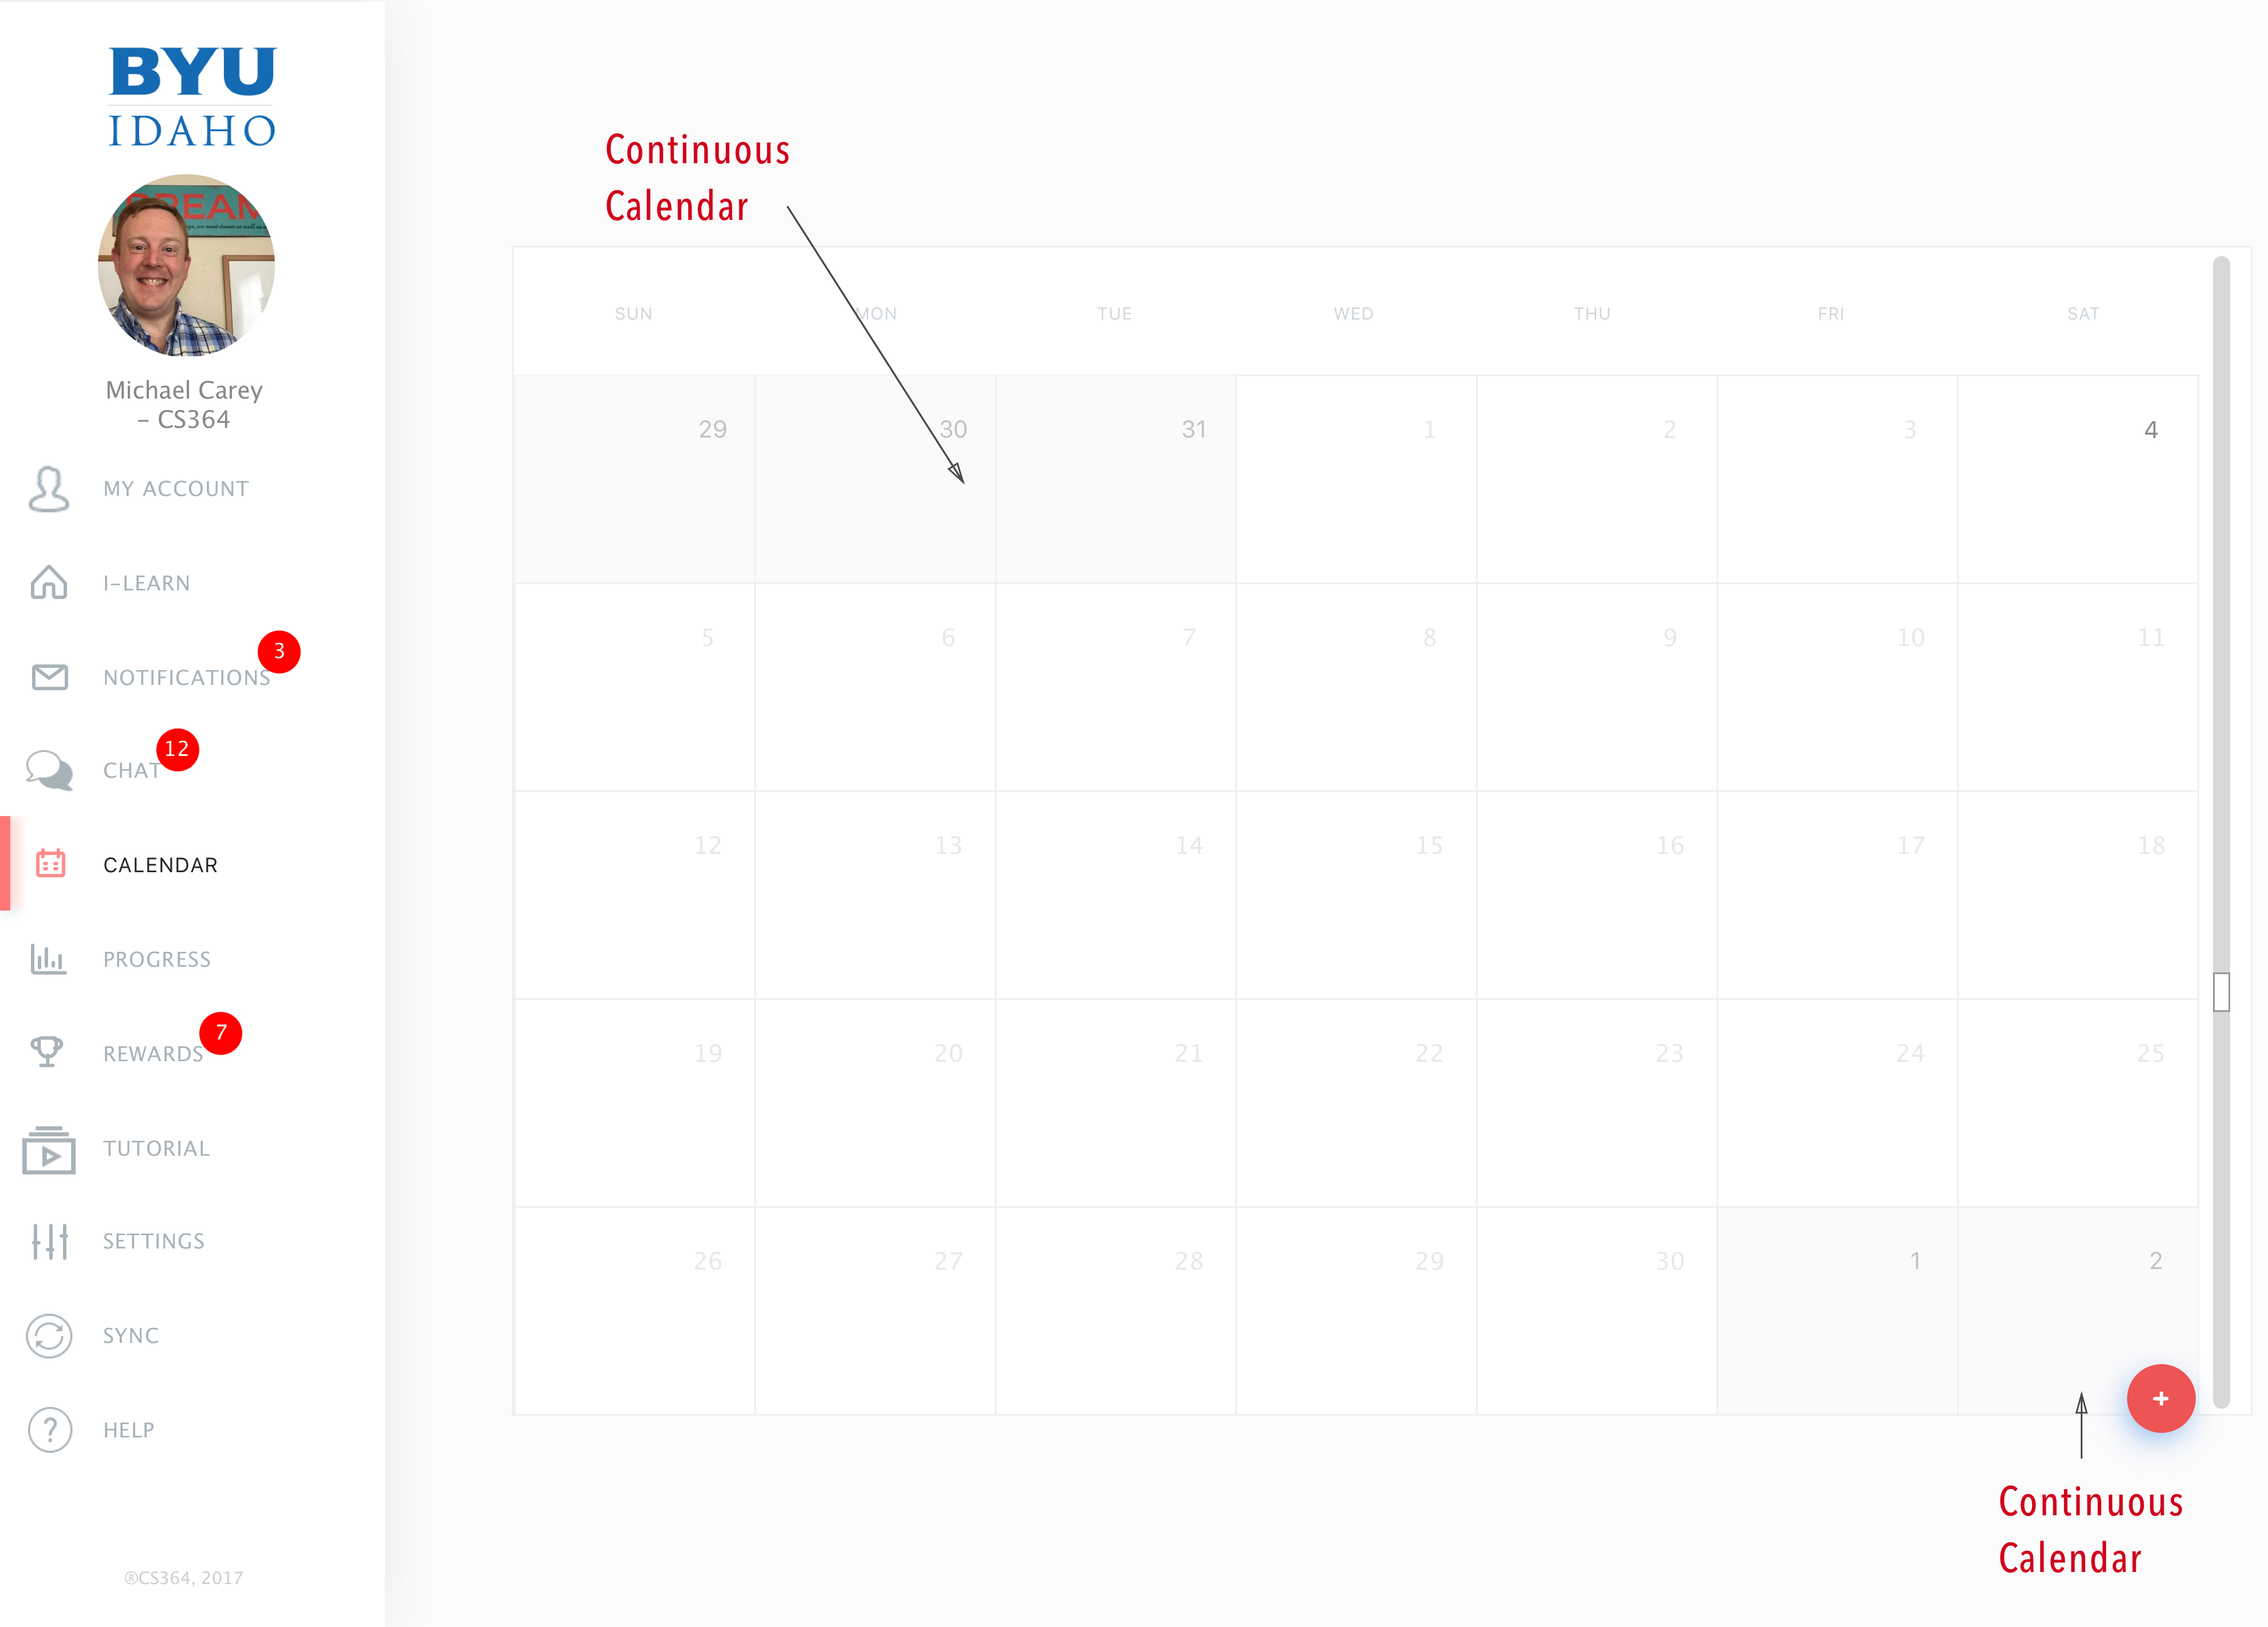 BYU
IDAHO
DREAM
Michael Carey
– CS364
MY ACCOUNT
I–LEARN
NOTIFICATIONS 3
CHAT 12
CALENDAR
PROGRESS
REWARDS 7
TUTORIAL
SETTINGS
SYNC
HELP
®CS364, 2017
Continuous
Calendar
SUN MON TUE WED THU FRI SAT
29 30 31 1 2 3 4
5 6 7 8 9 10 11
12 13 14 15 16 17 18
19 20 21 22 23 24 25
26 27 28 29 30 1 2
+
Continuous
Calendar